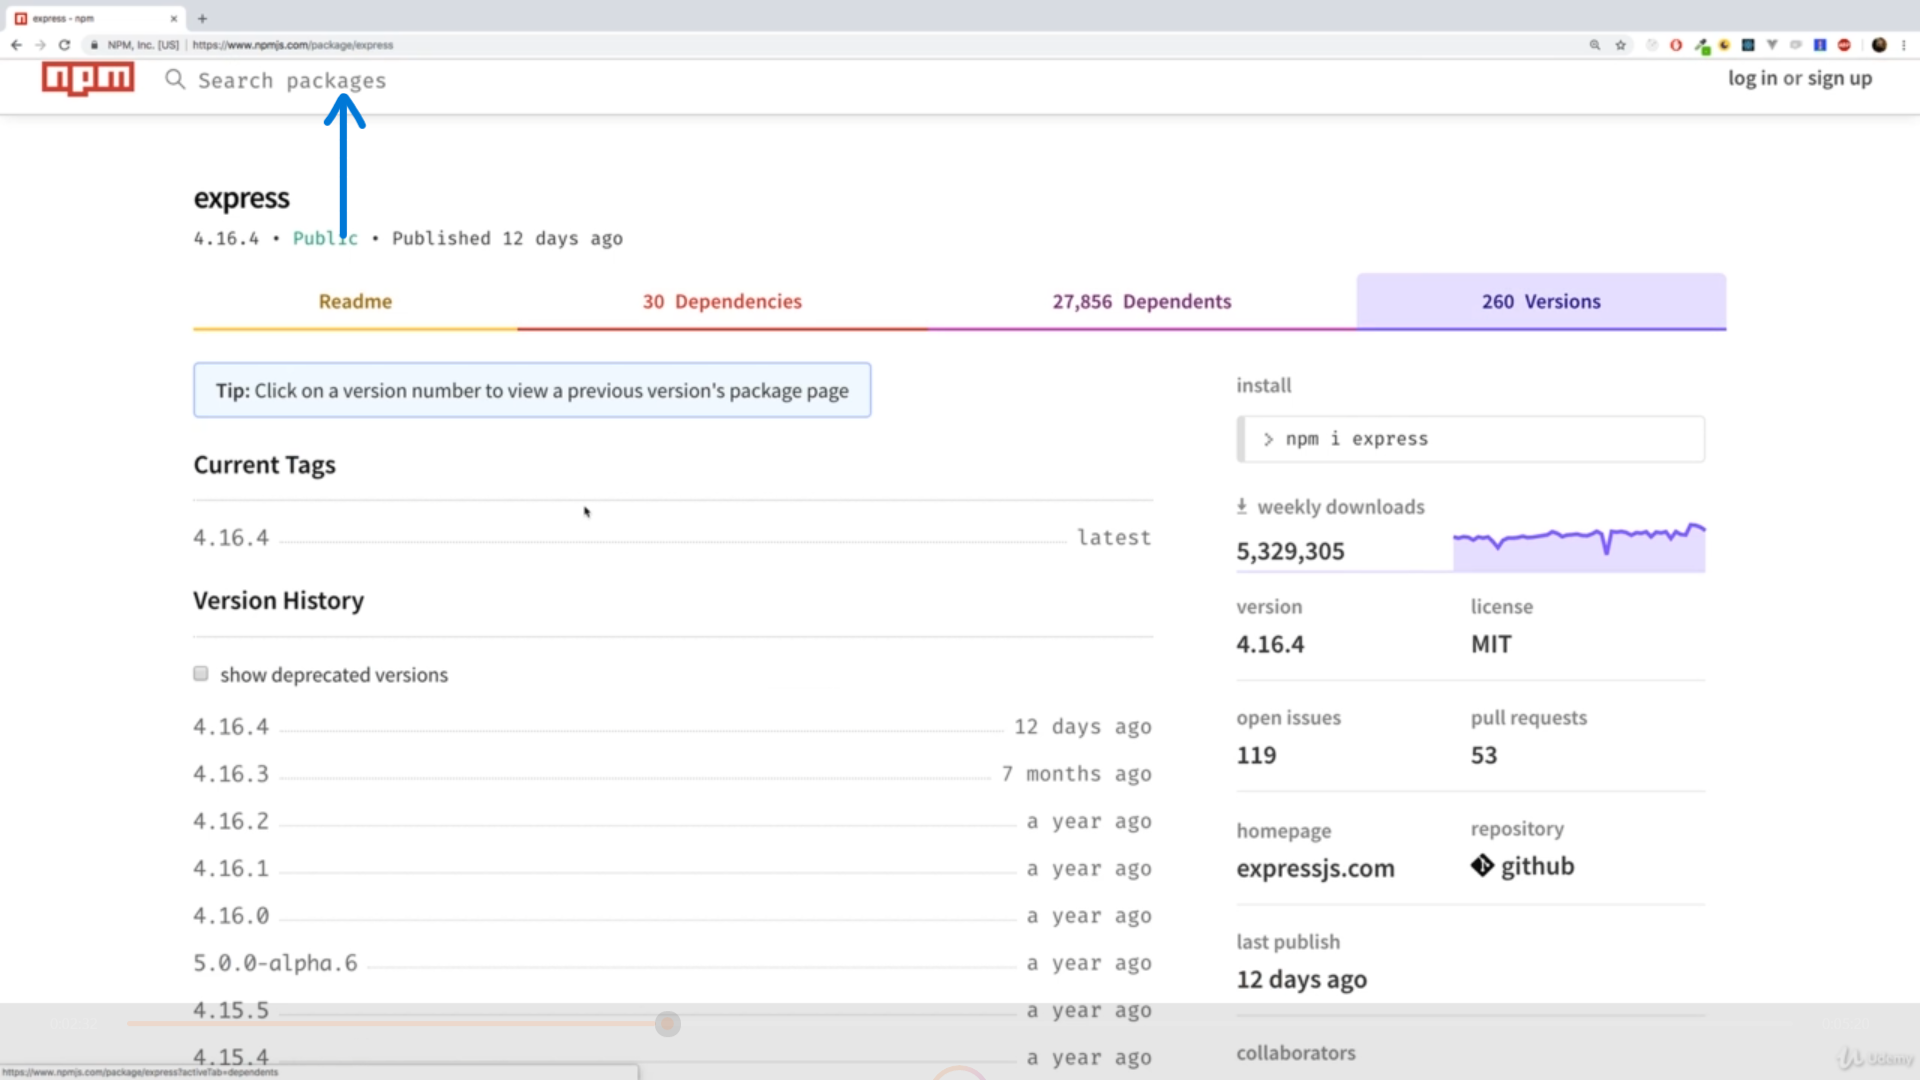 express - npm
NPM, Inc. [US] | https://www.npmjs.com/package/express
npm Search packages log in or sign up
express
4.16.4 • Public • Published 12 days ago
Readme 30 Dependencies 27,856 Dependents 260 Versions
Tip: Click on a version number to view a previous version's package page
Current Tags
4.16.4 latest
Version History
show deprecated versions
4.16.4 12 days ago
4.16.3 7 months ago
4.16.2 a year ago
4.16.1 a year ago
4.16.0 a year ago
5.0.0-alpha.6 a year ago
4.15.5 a year ago
4.15.4 a year ago
install
> npm i express
weekly downloads
5,329,305
version license
4.16.4 MIT
open issues pull requests
119 53
homepage repository
expressjs.com github
last publish
12 days ago
collaborators
https://www.npmjs.com/package/express?activeTab=dependents
Udemy